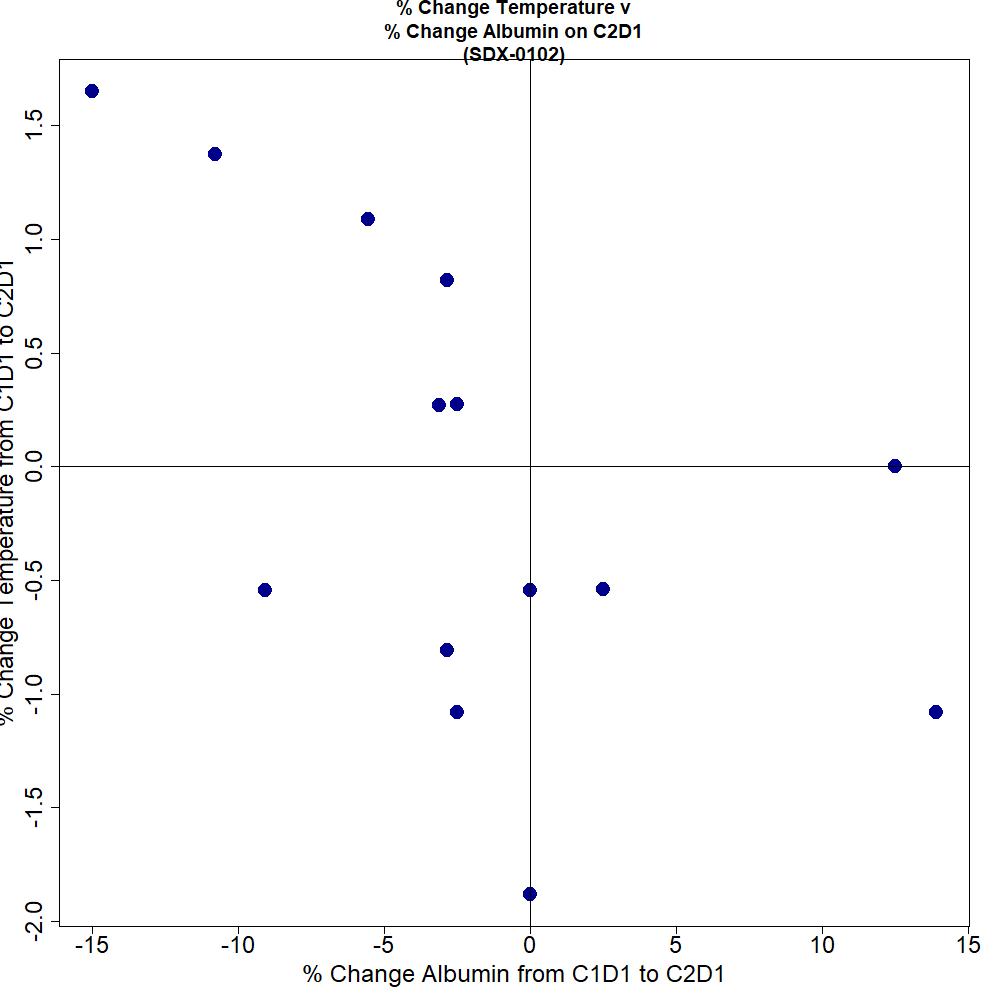 % Change Temperature v
% Change Albumin on C2D1
(SDX-0102)
% Change Temperature from C1D1 to C2D1
1.5
1.0
0.5
0.0
-0.5
-1.0
-1.5
-2.0
-15 -10 -5 0 5 10 15
% Change Albumin from C1D1 to C2D1